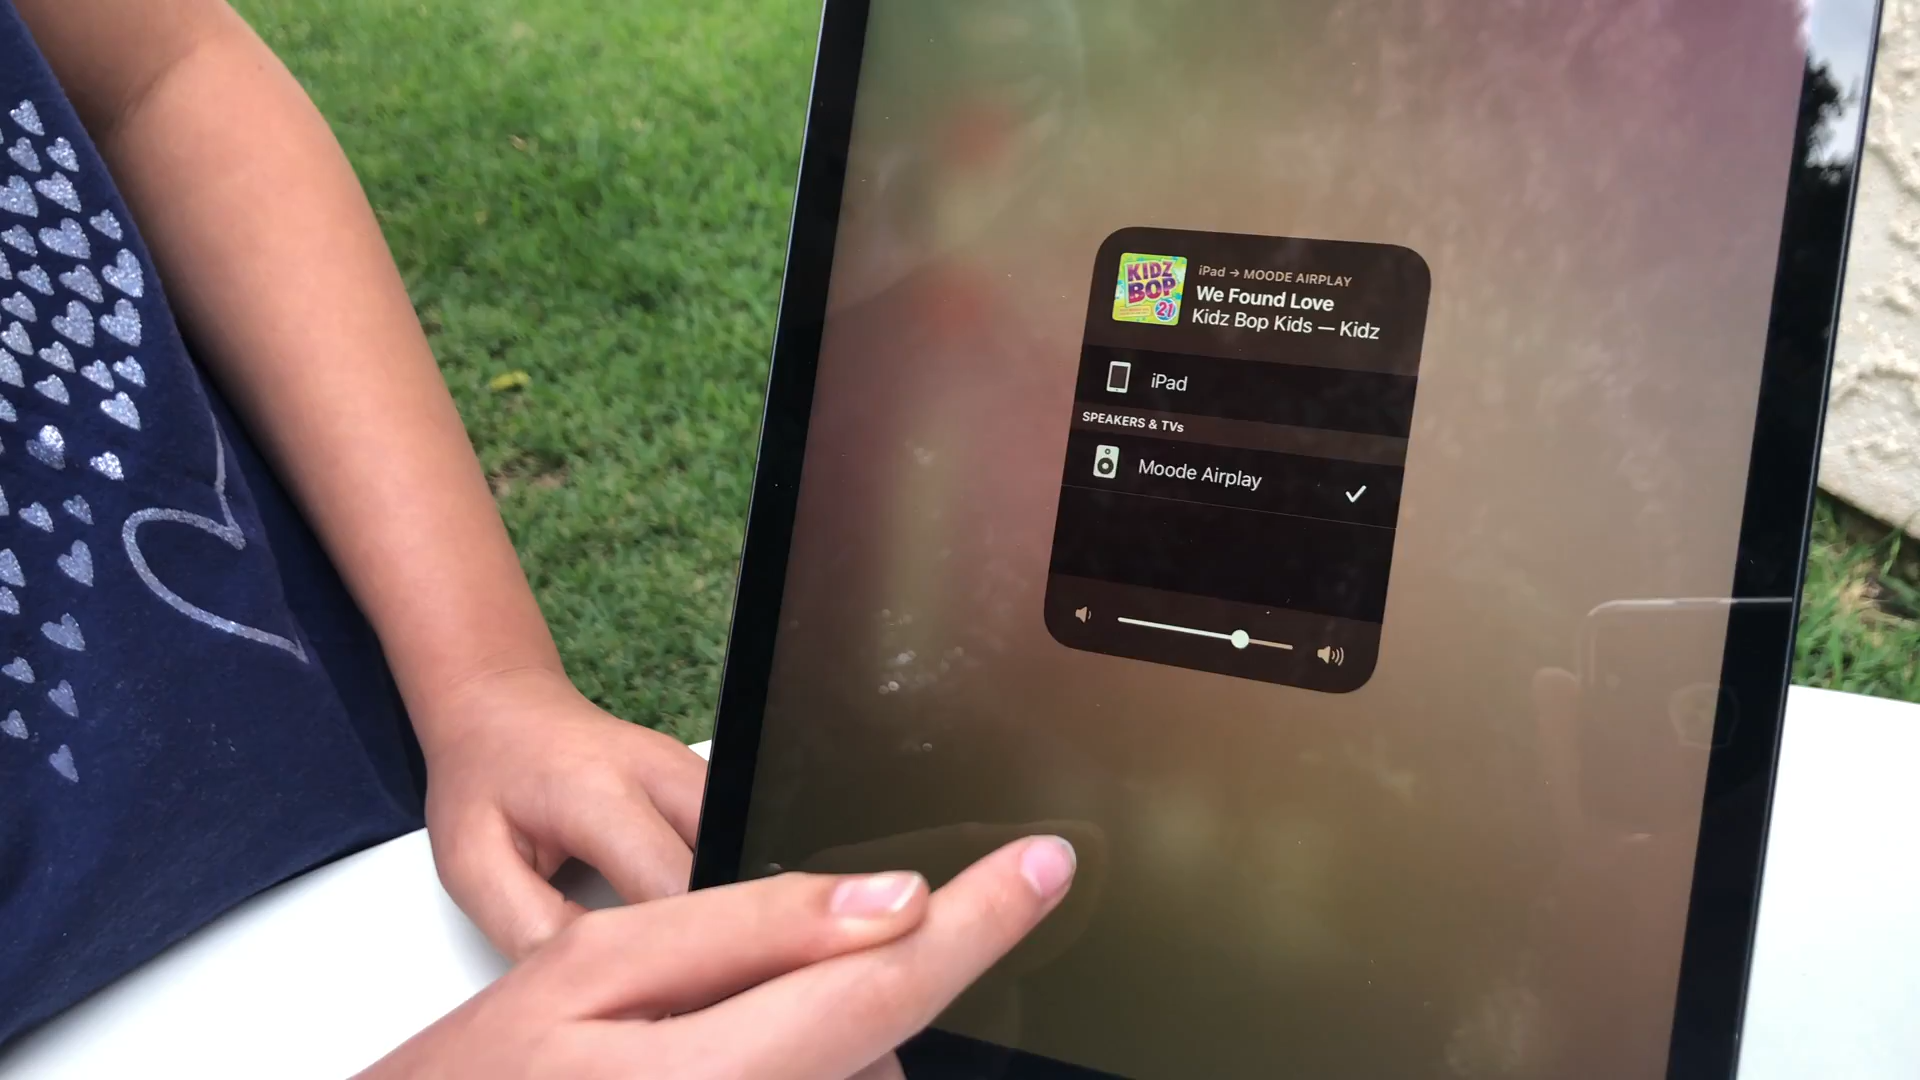 KIDZ
BOP
21
iPad → MOODE AIRPLAY
We Found Love
Kidz Bop Kids — Kidz
iPad
SPEAKERS & TVs
Moode Airplay